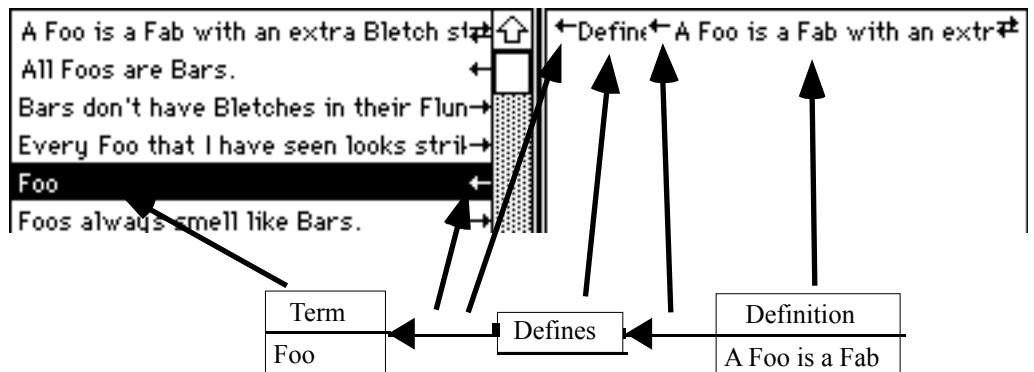 A Foo is a Fab with an extra Bletch
All Foos are Bars.
Bars don't have Bletches in their Flun
Every Foo that I have seen looks strik
Foo
Foos always smell like Bars.
←Define← A Foo is a Fab with an extr
Term
Foo
Defines
Definition
A Foo is a Fab